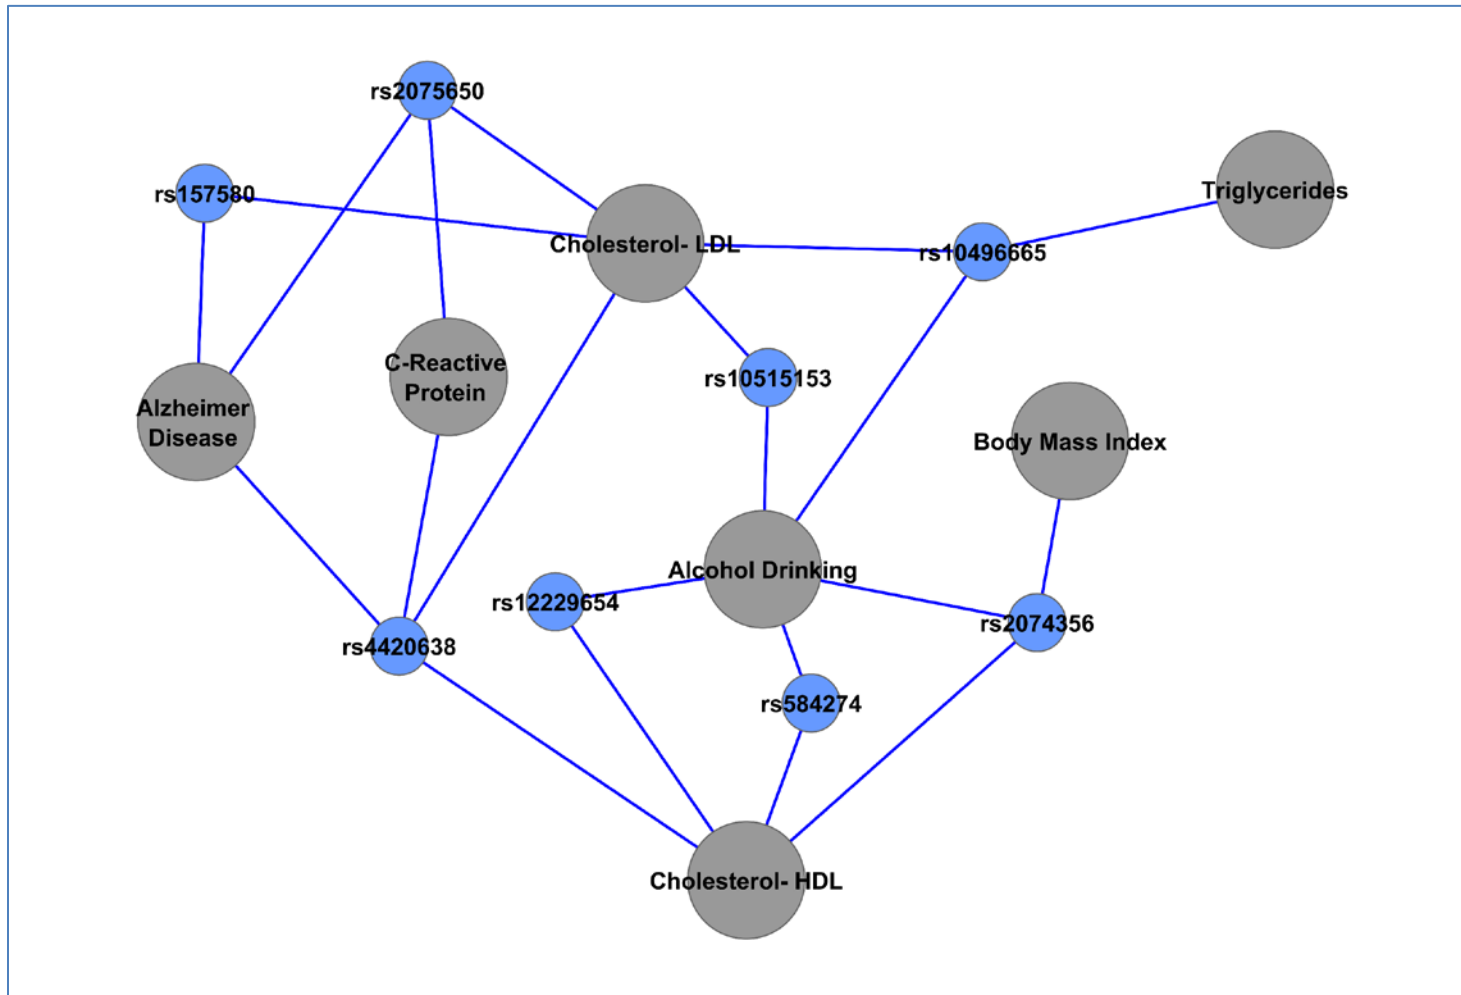 rs2075650
rs157580
Triglycerides
Cholesterol- LDL
rs10496665
C-Reactive
Protein
rs10515153
Alzheimer
Disease
Body Mass Index
Alcohol Drinking
rs12229654
rs2074356
rs4420638
rs584274
Cholesterol- HDL